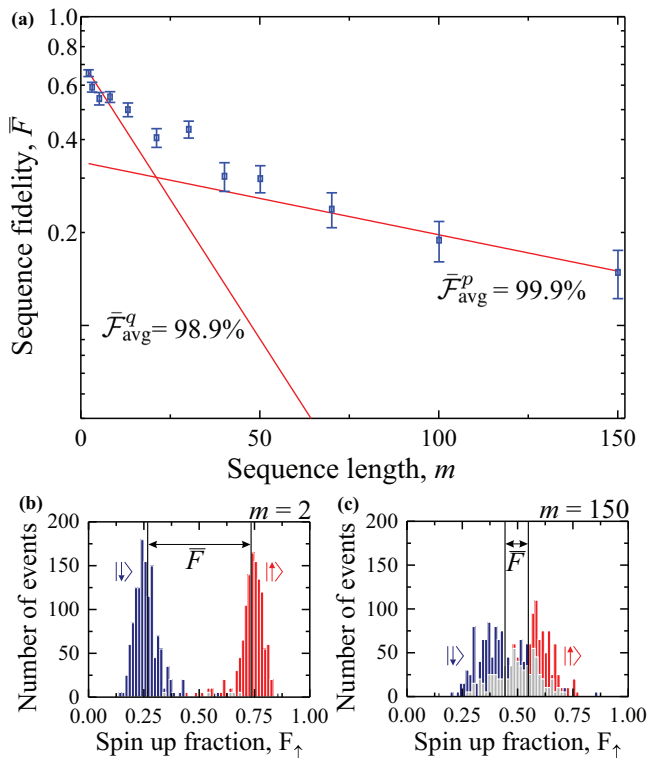 (a)
1.0
0.8
0.6
0.4
0.2
Sequence fidelity, F̄
F̄^q_avg = 98.9%
F̄^p_avg = 99.9%
0 50 100 150
Sequence length, m
(b) m = 2
200
150
100
50
0
Number of events
|↓⟩ F̄ |↑⟩
0.00 0.25 0.50 0.75 1.00
Spin up fraction, F↑
(c) m = 150
200
150
100
50
0
Number of events
|↓⟩ F̄ |↑⟩
0.00 0.25 0.50 0.75 1.00
Spin up fraction, F↑